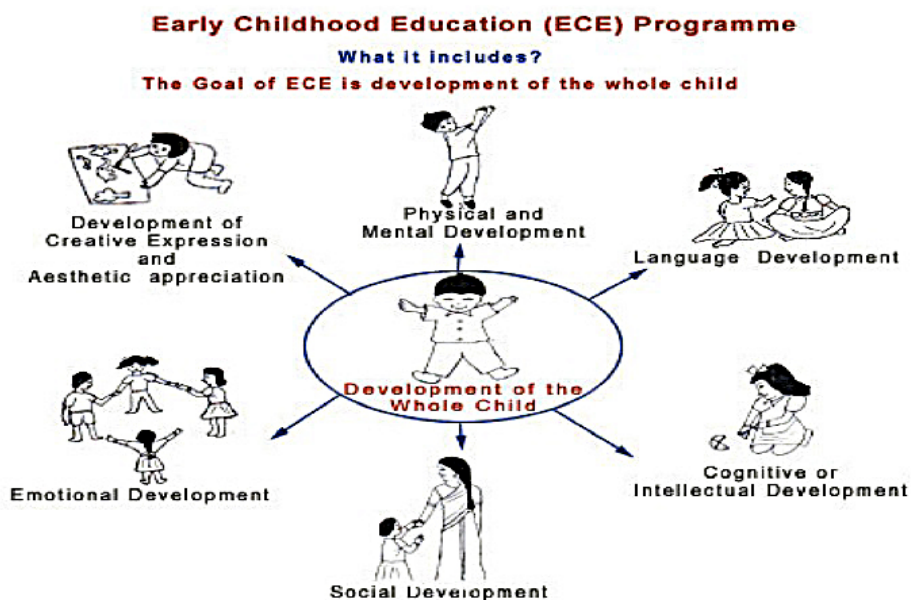 Early Childhood Education (ECE) Programme
What it includes?
The Goal of ECE is development of the whole child
Development of
Creative Expression
and
Aesthetic appreciation
Physical and
Mental Development
Language Development
Development of the
Whole Child
Emotional Development
Cognitive or
Intellectual Development
Social Development